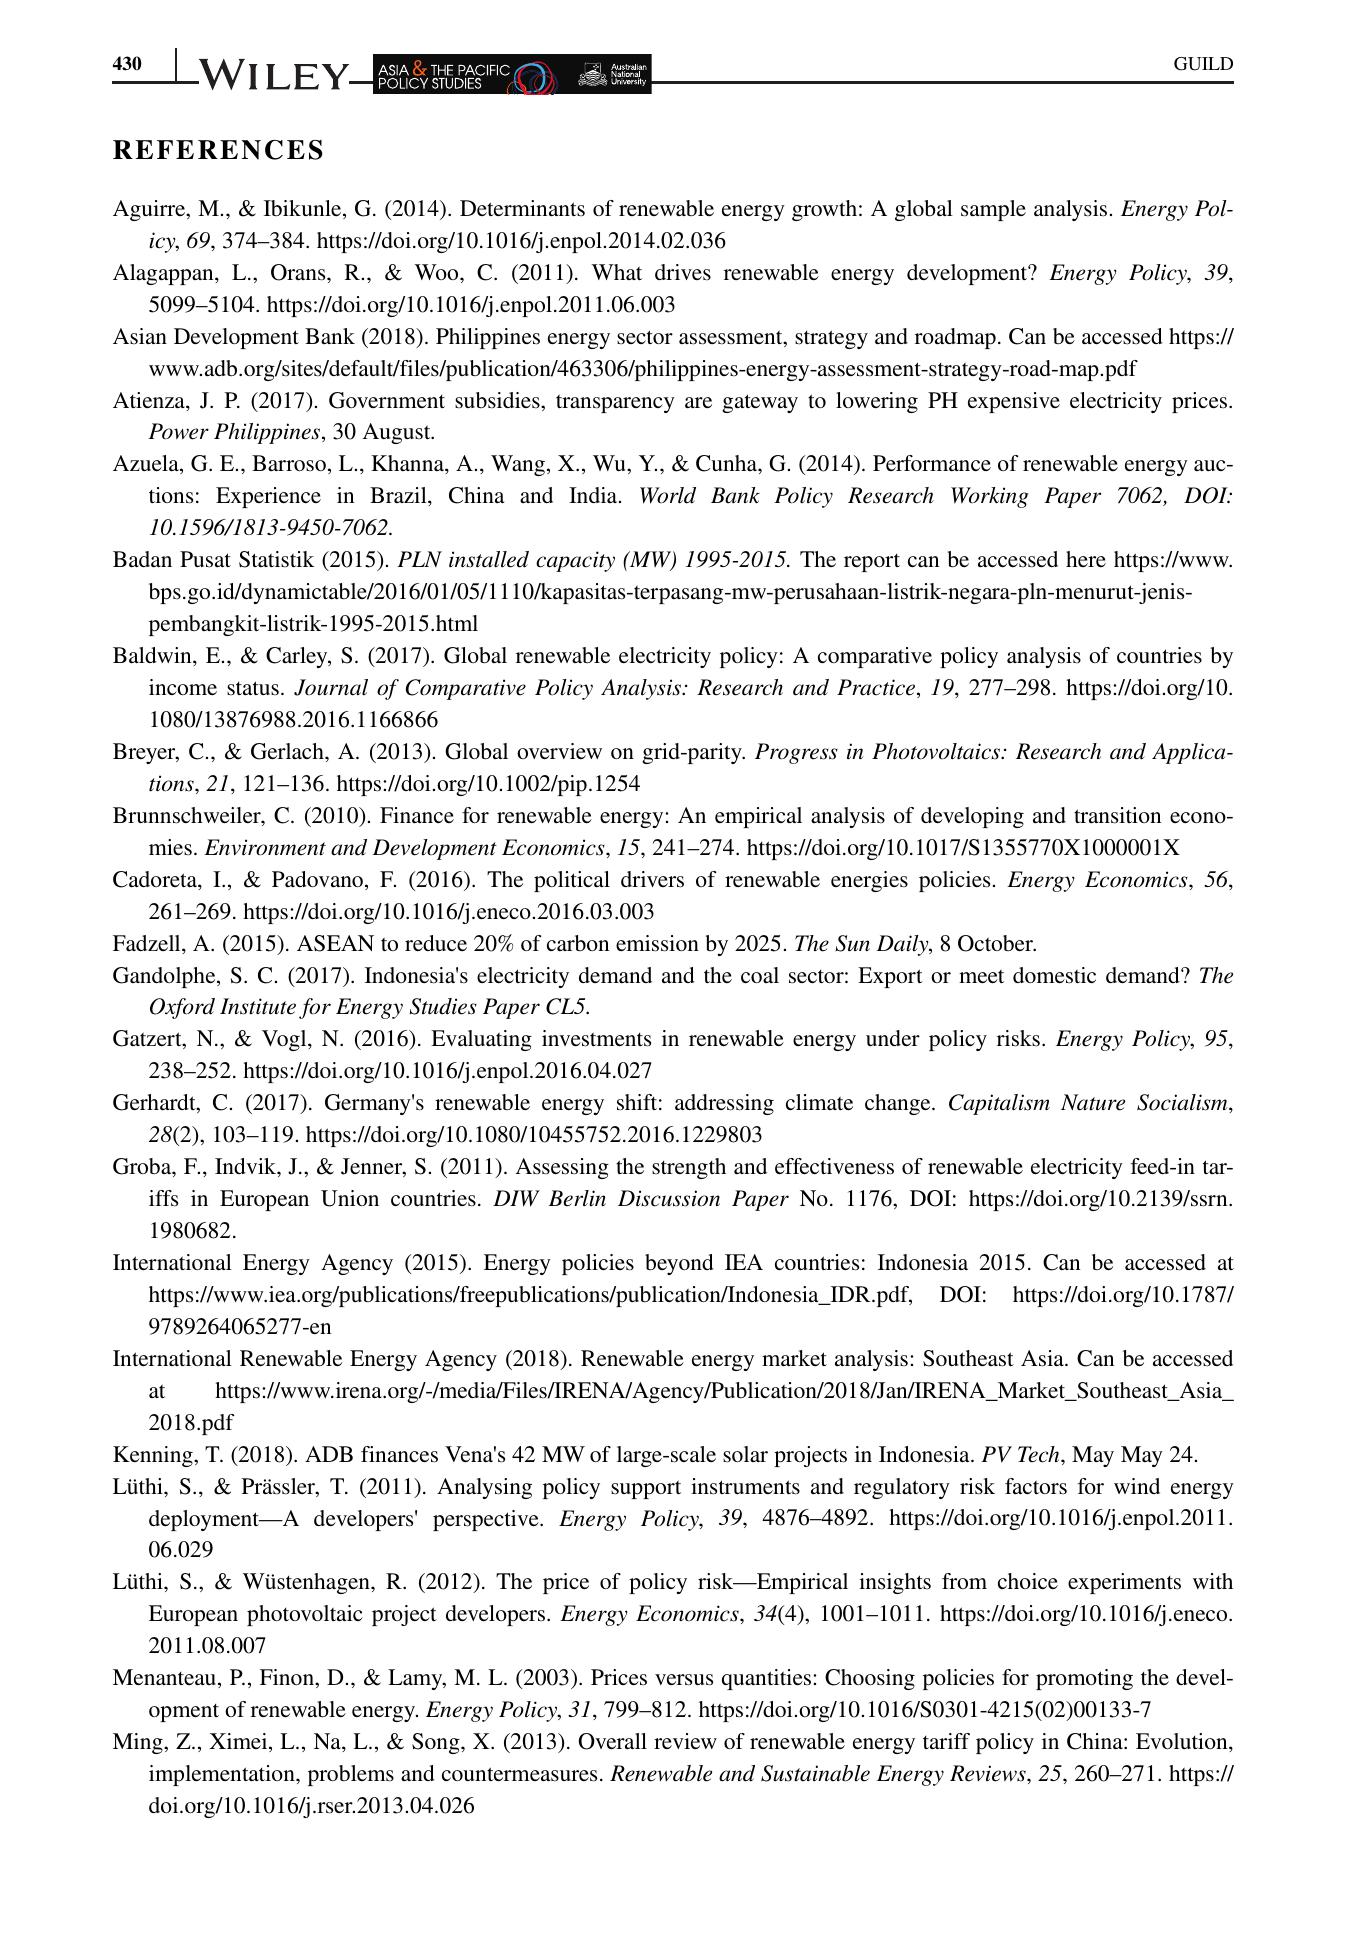 430
WILEY
ASIA & THE PACIFIC
POLICY STUDIES
Australian
National
University
GUILD
REFERENCES
Aguirre, M., & Ibikunle, G. (2014). Determinants of renewable energy growth: A global sample analysis. Energy Pol-
icy, 69, 374–384. https://doi.org/10.1016/j.enpol.2014.02.036
Alagappan, L., Orans, R., & Woo, C. (2011). What drives renewable energy development? Energy Policy, 39,
5099–5104. https://doi.org/10.1016/j.enpol.2011.06.003
Asian Development Bank (2018). Philippines energy sector assessment, strategy and roadmap. Can be accessed https://
www.adb.org/sites/default/files/publication/463306/philippines-energy-assessment-strategy-road-map.pdf
Atienza, J. P. (2017). Government subsidies, transparency are gateway to lowering PH expensive electricity prices.
Power Philippines, 30 August.
Azuela, G. E., Barroso, L., Khanna, A., Wang, X., Wu, Y., & Cunha, G. (2014). Performance of renewable energy auc-
tions: Experience in Brazil, China and India. World Bank Policy Research Working Paper 7062, DOI:
10.1596/1813-9450-7062.
Badan Pusat Statistik (2015). PLN installed capacity (MW) 1995-2015. The report can be accessed here https://www.
bps.go.id/dynamictable/2016/01/05/1110/kapasitas-terpasang-mw-perusahaan-listrik-negara-pln-menurut-jenis-
pembangkit-listrik-1995-2015.html
Baldwin, E., & Carley, S. (2017). Global renewable electricity policy: A comparative policy analysis of countries by
income status. Journal of Comparative Policy Analysis: Research and Practice, 19, 277–298. https://doi.org/10.
1080/13876988.2016.1166866
Breyer, C., & Gerlach, A. (2013). Global overview on grid-parity. Progress in Photovoltaics: Research and Applica-
tions, 21, 121–136. https://doi.org/10.1002/pip.1254
Brunnschweiler, C. (2010). Finance for renewable energy: An empirical analysis of developing and transition econo-
mies. Environment and Development Economics, 15, 241–274. https://doi.org/10.1017/S1355770X1000001X
Cadoreta, I., & Padovano, F. (2016). The political drivers of renewable energies policies. Energy Economics, 56,
261–269. https://doi.org/10.1016/j.eneco.2016.03.003
Fadzell, A. (2015). ASEAN to reduce 20% of carbon emission by 2025. The Sun Daily, 8 October.
Gandolphe, S. C. (2017). Indonesia's electricity demand and the coal sector: Export or meet domestic demand? The
Oxford Institute for Energy Studies Paper CL5.
Gatzert, N., & Vogl, N. (2016). Evaluating investments in renewable energy under policy risks. Energy Policy, 95,
238–252. https://doi.org/10.1016/j.enpol.2016.04.027
Gerhardt, C. (2017). Germany's renewable energy shift: addressing climate change. Capitalism Nature Socialism,
28(2), 103–119. https://doi.org/10.1080/10455752.2016.1229803
Groba, F., Indvik, J., & Jenner, S. (2011). Assessing the strength and effectiveness of renewable electricity feed-in tar-
iffs in European Union countries. DIW Berlin Discussion Paper No. 1176, DOI: https://doi.org/10.2139/ssrn.
1980682.
International Energy Agency (2015). Energy policies beyond IEA countries: Indonesia 2015. Can be accessed at
https://www.iea.org/publications/freepublications/publication/Indonesia_IDR.pdf, DOI: https://doi.org/10.1787/
9789264065277-en
International Renewable Energy Agency (2018). Renewable energy market analysis: Southeast Asia. Can be accessed
at https://www.irena.org/-/media/Files/IRENA/Agency/Publication/2018/Jan/IRENA_Market_Southeast_Asia_
2018.pdf
Kenning, T. (2018). ADB finances Vena's 42 MW of large-scale solar projects in Indonesia. PV Tech, May May 24.
Lüthi, S., & Prässler, T. (2011). Analysing policy support instruments and regulatory risk factors for wind energy
deployment—A developers' perspective. Energy Policy, 39, 4876–4892. https://doi.org/10.1016/j.enpol.2011.
06.029
Lüthi, S., & Wüstenhagen, R. (2012). The price of policy risk—Empirical insights from choice experiments with
European photovoltaic project developers. Energy Economics, 34(4), 1001–1011. https://doi.org/10.1016/j.eneco.
2011.08.007
Menanteau, P., Finon, D., & Lamy, M. L. (2003). Prices versus quantities: Choosing policies for promoting the devel-
opment of renewable energy. Energy Policy, 31, 799–812. https://doi.org/10.1016/S0301-4215(02)00133-7
Ming, Z., Ximei, L., Na, L., & Song, X. (2013). Overall review of renewable energy tariff policy in China: Evolution,
implementation, problems and countermeasures. Renewable and Sustainable Energy Reviews, 25, 260–271. https://
doi.org/10.1016/j.rser.2013.04.026